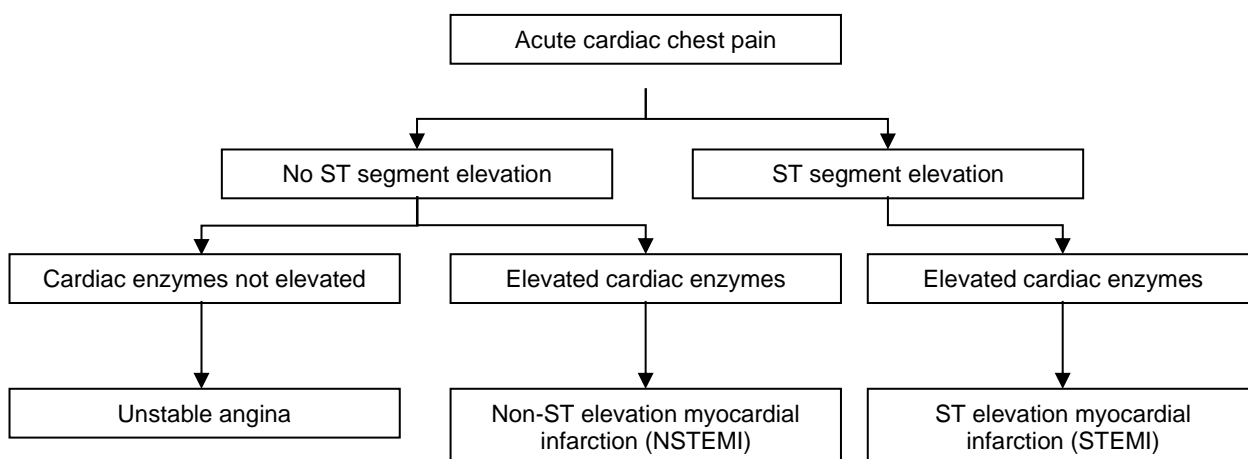 Acute cardiac chest pain
No ST segment elevation
ST segment elevation
Cardiac enzymes not elevated
Elevated cardiac enzymes
Elevated cardiac enzymes
Unstable angina
Non-ST elevation myocardial
infarction (NSTEMI)
ST elevation myocardial
infarction (STEMI)